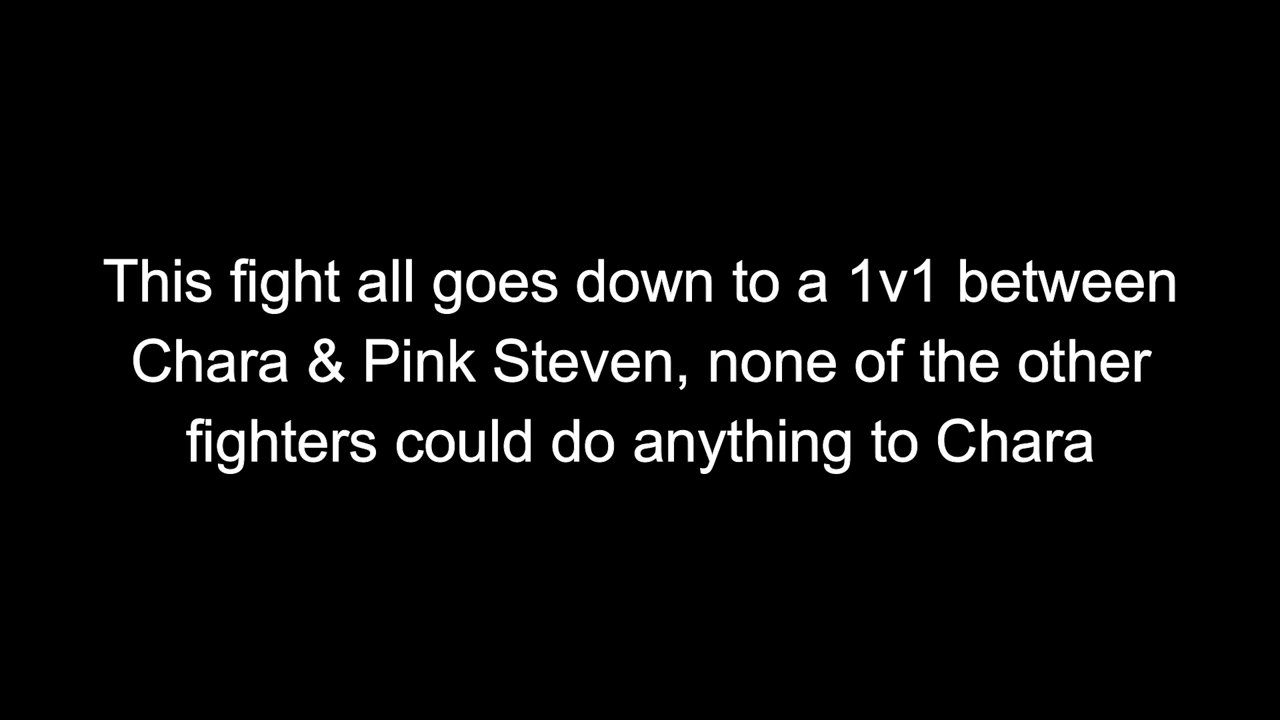 This fight all goes down to a 1v1 between
Chara & Pink Steven, none of the other
fighters could do anything to Chara